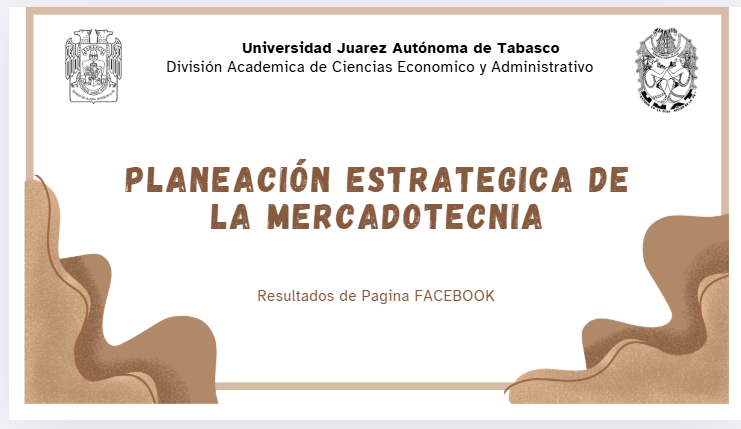 Universidad Juarez Autónoma de Tabasco
División Academica de Ciencias Economico y Administrativo
PLANEACIÓN ESTRATEGICA DE
LA MERCADOTECNIA
Resultados de Pagina FACEBOOK